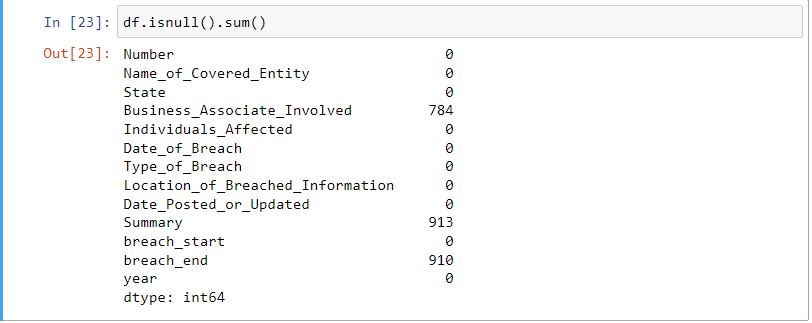 In [23]: df.isnull().sum()
Out[23]: Number 0
Name_of_Covered_Entity 0
State 0
Business_Associate_Involved 784
Individuals_Affected 0
Date_of_Breach 0
Type_of_Breach 0
Location_of_Breached_Information 0
Date_Posted_or_Updated 0
Summary 913
breach_start 0
breach_end 910
year 0
dtype: int64